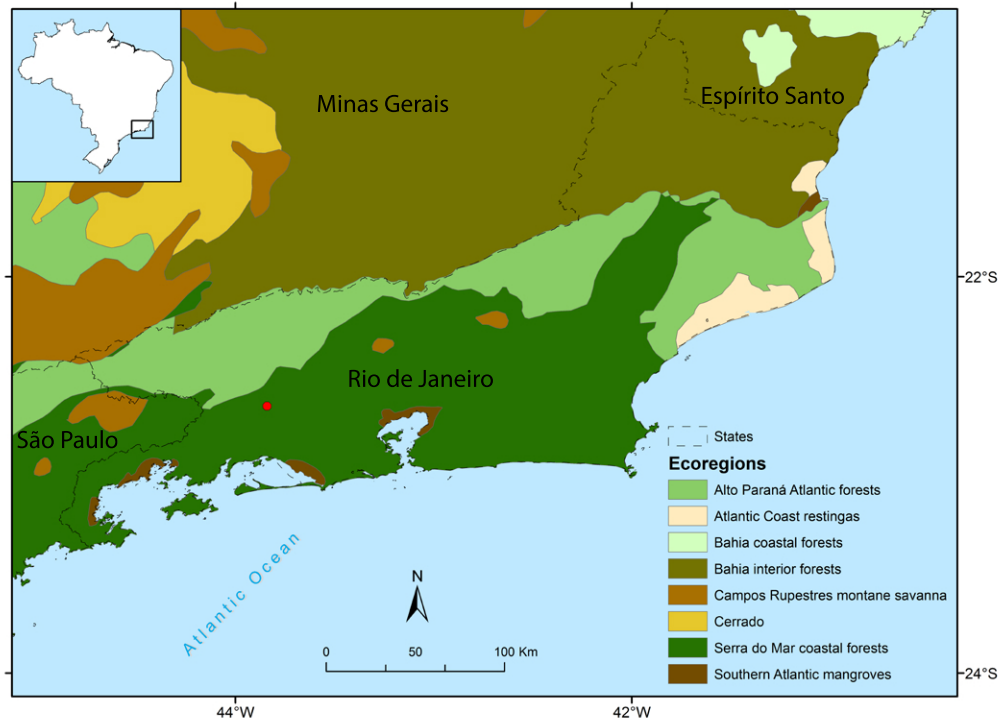 Minas Gerais
Espírito Santo
22°S
Rio de Janeiro
São Paulo
States
Ecoregions
Alto Paraná Atlantic forests
Atlantic Coast restingas
Bahia coastal forests
Bahia interior forests
Campos Rupestres montane savanna
Cerrado
Serra do Mar coastal forests
Southern Atlantic mangroves
Atlantic Ocean
N
0 50 100 Km
24°S
44°W 42°W